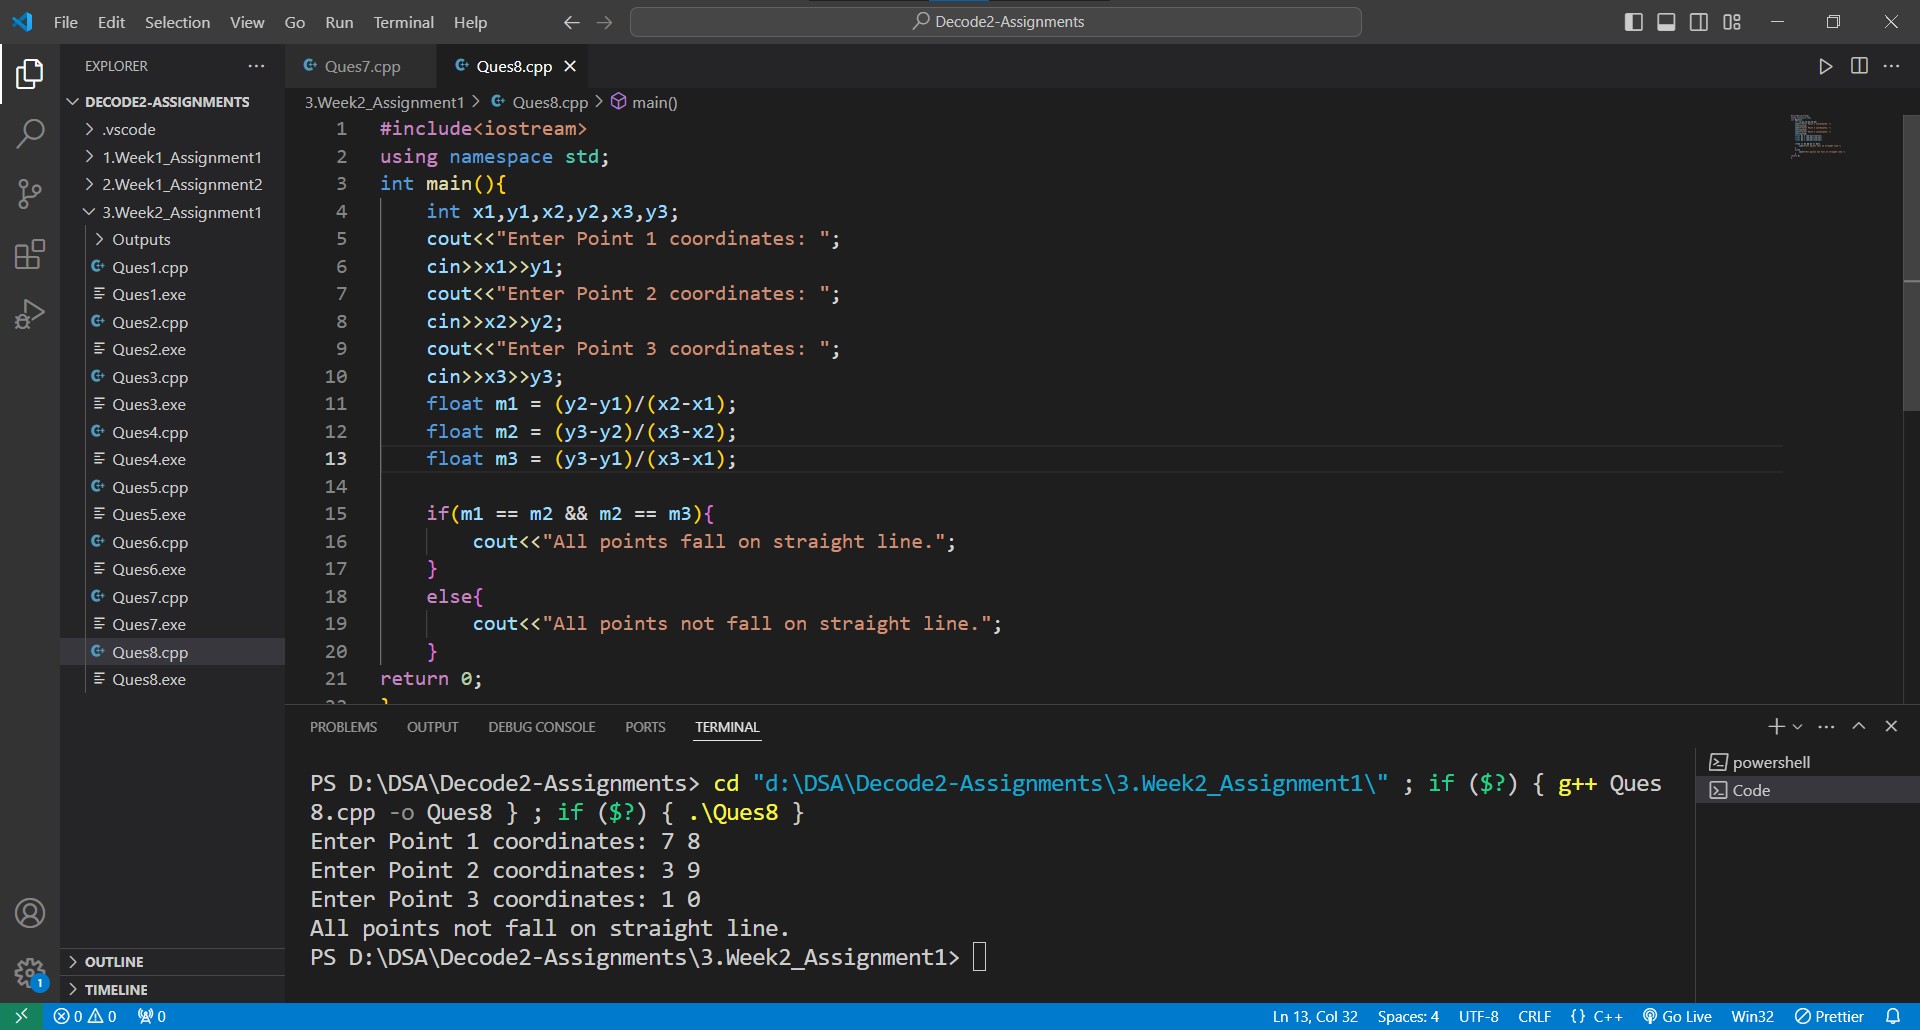 File Edit Selection View Go Run Terminal Help
Decode2-Assignments
EXPLORER
DECODE2-ASSIGNMENTS
.vscode
1.Week1_Assignment1
2.Week1_Assignment2
3.Week2_Assignment1
Outputs
Ques1.cpp
Ques1.exe
Ques2.cpp
Ques2.exe
Ques3.cpp
Ques3.exe
Ques4.cpp
Ques4.exe
Ques5.cpp
Ques5.exe
Ques6.cpp
Ques6.exe
Ques7.cpp
Ques7.exe
Ques8.cpp
Ques8.exe
OUTLINE
TIMELINE
1
Ques7.cpp Ques8.cpp
3.Week2_Assignment1 > Ques8.cpp > main()
1 #include<iostream>
2 using namespace std;
3 int main(){
4 int x1,y1,x2,y2,x3,y3;
5 cout<<"Enter Point 1 coordinates: ";
6 cin>>x1>>y1;
7 cout<<"Enter Point 2 coordinates: ";
8 cin>>x2>>y2;
9 cout<<"Enter Point 3 coordinates: ";
10 cin>>x3>>y3;
11 float m1 = (y2-y1)/(x2-x1);
12 float m2 = (y3-y2)/(x3-x2);
13 float m3 = (y3-y1)/(x3-x1);
14
15 if(m1 == m2 && m2 == m3){
16 cout<<"All points fall on straight line.";
17 }
18 else{
19 cout<<"All points not fall on straight line.";
20 }
21 return 0;
PROBLEMS OUTPUT DEBUG CONSOLE PORTS TERMINAL
PS D:\DSA\Decode2-Assignments> cd "d:\DSA\Decode2-Assignments\3.Week2_Assignment1\" ; if ($?) { g++ Ques
8.cpp -o Ques8 } ; if ($?) { .\Ques8 }
Enter Point 1 coordinates: 7 8
Enter Point 2 coordinates: 3 9
Enter Point 3 coordinates: 1 0
All points not fall on straight line.
PS D:\DSA\Decode2-Assignments\3.Week2_Assignment1>
powershell
Code
0 0 0 Ln 13, Col 32 Spaces: 4 UTF-8 CRLF {} C++ Go Live Win32 Prettier